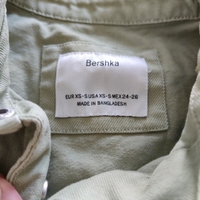 Bershka
EUR XS-S USA XS-S MEX 24-26
MADE IN BANGLADESH